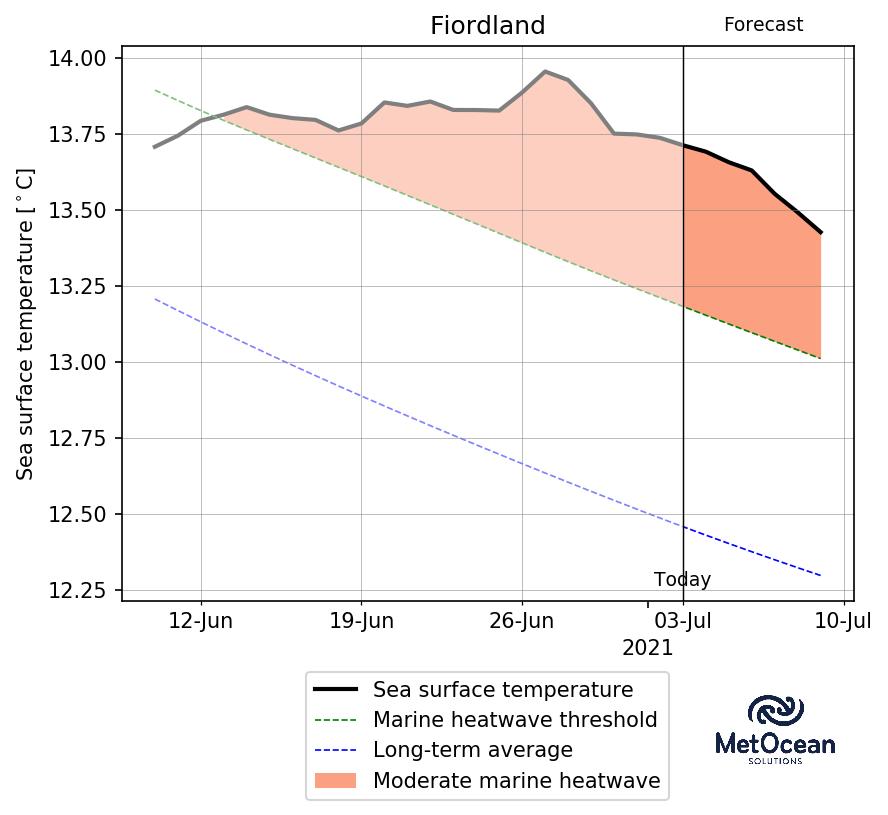 Fiordland
Forecast
Sea surface temperature [°C]
14.00
13.75
13.50
13.25
13.00
12.75
12.50
12.25
Today
12-Jun 19-Jun 26-Jun 03-Jul 10-Jul
2021
Sea surface temperature
Marine heatwave threshold
Long-term average
Moderate marine heatwave
MetOcean
SOLUTIONS